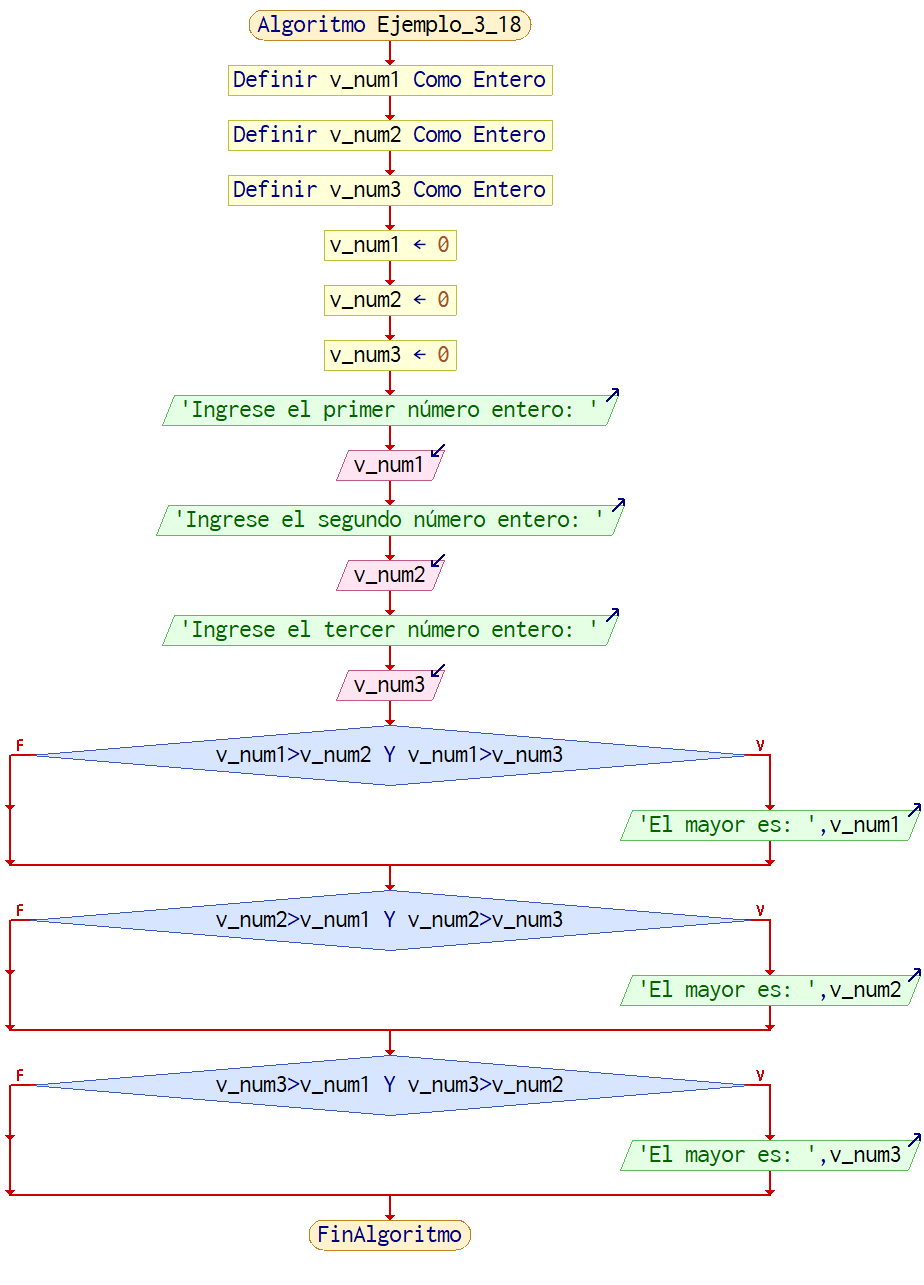 Algoritmo Ejemplo_3_18
Definir v_num1 Como Entero
Definir v_num2 Como Entero
Definir v_num3 Como Entero
v_num1 ← 0
v_num2 ← 0
v_num3 ← 0
'Ingrese el primer número entero: '
v_num1
'Ingrese el segundo número entero: '
v_num2
'Ingrese el tercer número entero: '
v_num3
F
V
v_num1>v_num2 Y v_num1>v_num3
'El mayor es: ',v_num1
F
V
v_num2>v_num1 Y v_num2>v_num3
'El mayor es: ',v_num2
F
V
v_num3>v_num1 Y v_num3>v_num2
'El mayor es: ',v_num3
FinAlgoritmo